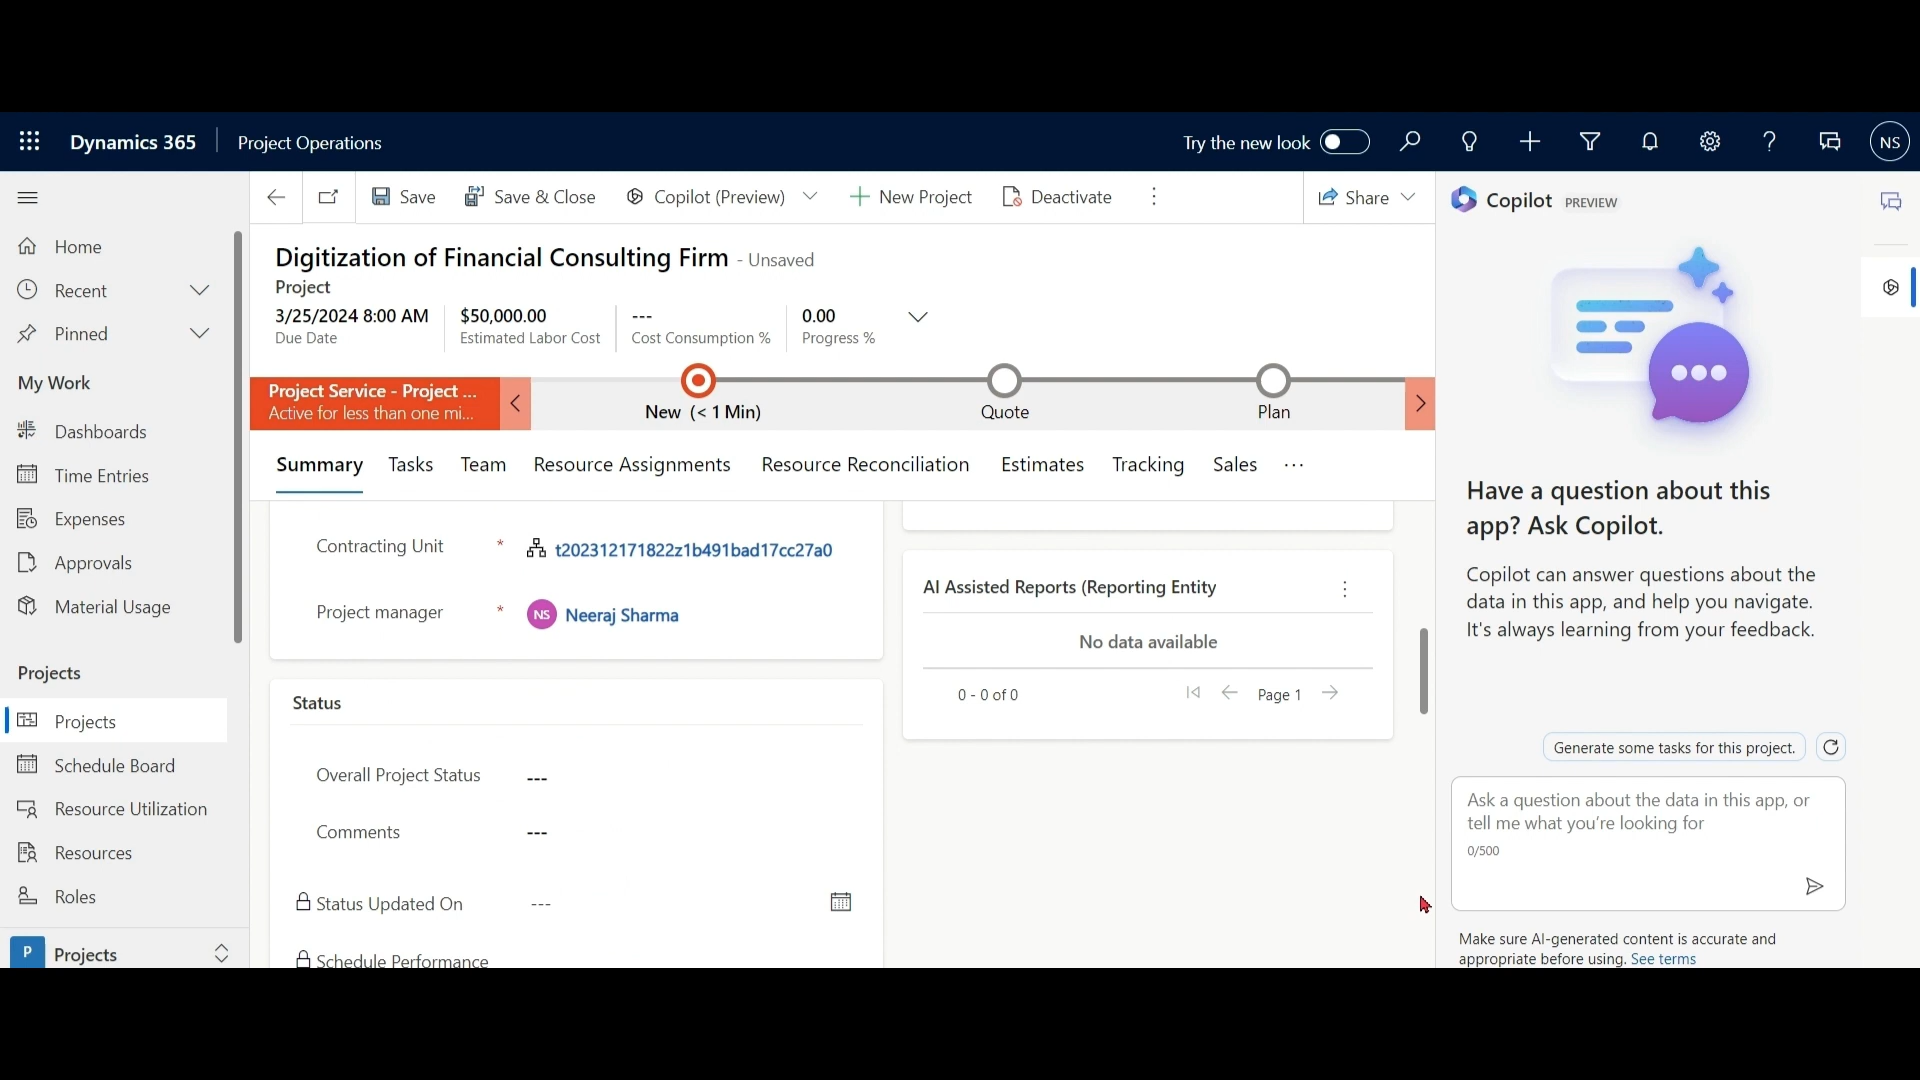 Dynamics 365
Project Operations
Try the new look
NS
Save
Save & Close
Copilot (Preview)
New Project
Deactivate
Share
Home
Recent
Pinned
My Work
Dashboards
Time Entries
Expenses
Approvals
Material Usage
Projects
Projects
Schedule Board
Resource Utilization
Resources
Roles
P
Projects
Digitization of Financial Consulting Firm - Unsaved
Project
3/25/2024 8:00 AM
Due Date
$50,000.00
Estimated Labor Cost
---
Cost Consumption %
0.00
Progress %
Project Service - Project ...
Active for less than one mi...
New (< 1 Min)
Quote
Plan
Summary
Tasks
Team
Resource Assignments
Resource Reconciliation
Estimates
Tracking
Sales
...
Contracting Unit * t202312171822z1b491bad17cc27a0
Project manager * NS Neeraj Sharma
Status
Overall Project Status ---
Comments ---
Status Updated On ---
Schedule Performance
AI Assisted Reports (Reporting Entity
No data available
0 - 0 of 0
Page 1
Copilot PREVIEW
Have a question about this
app? Ask Copilot.
Copilot can answer questions about the
data in this app, and help you navigate.
It's always learning from your feedback.
Generate some tasks for this project.
Ask a question about the data in this app, or
tell me what you're looking for
0/500
Make sure AI-generated content is accurate and
appropriate before using. See terms